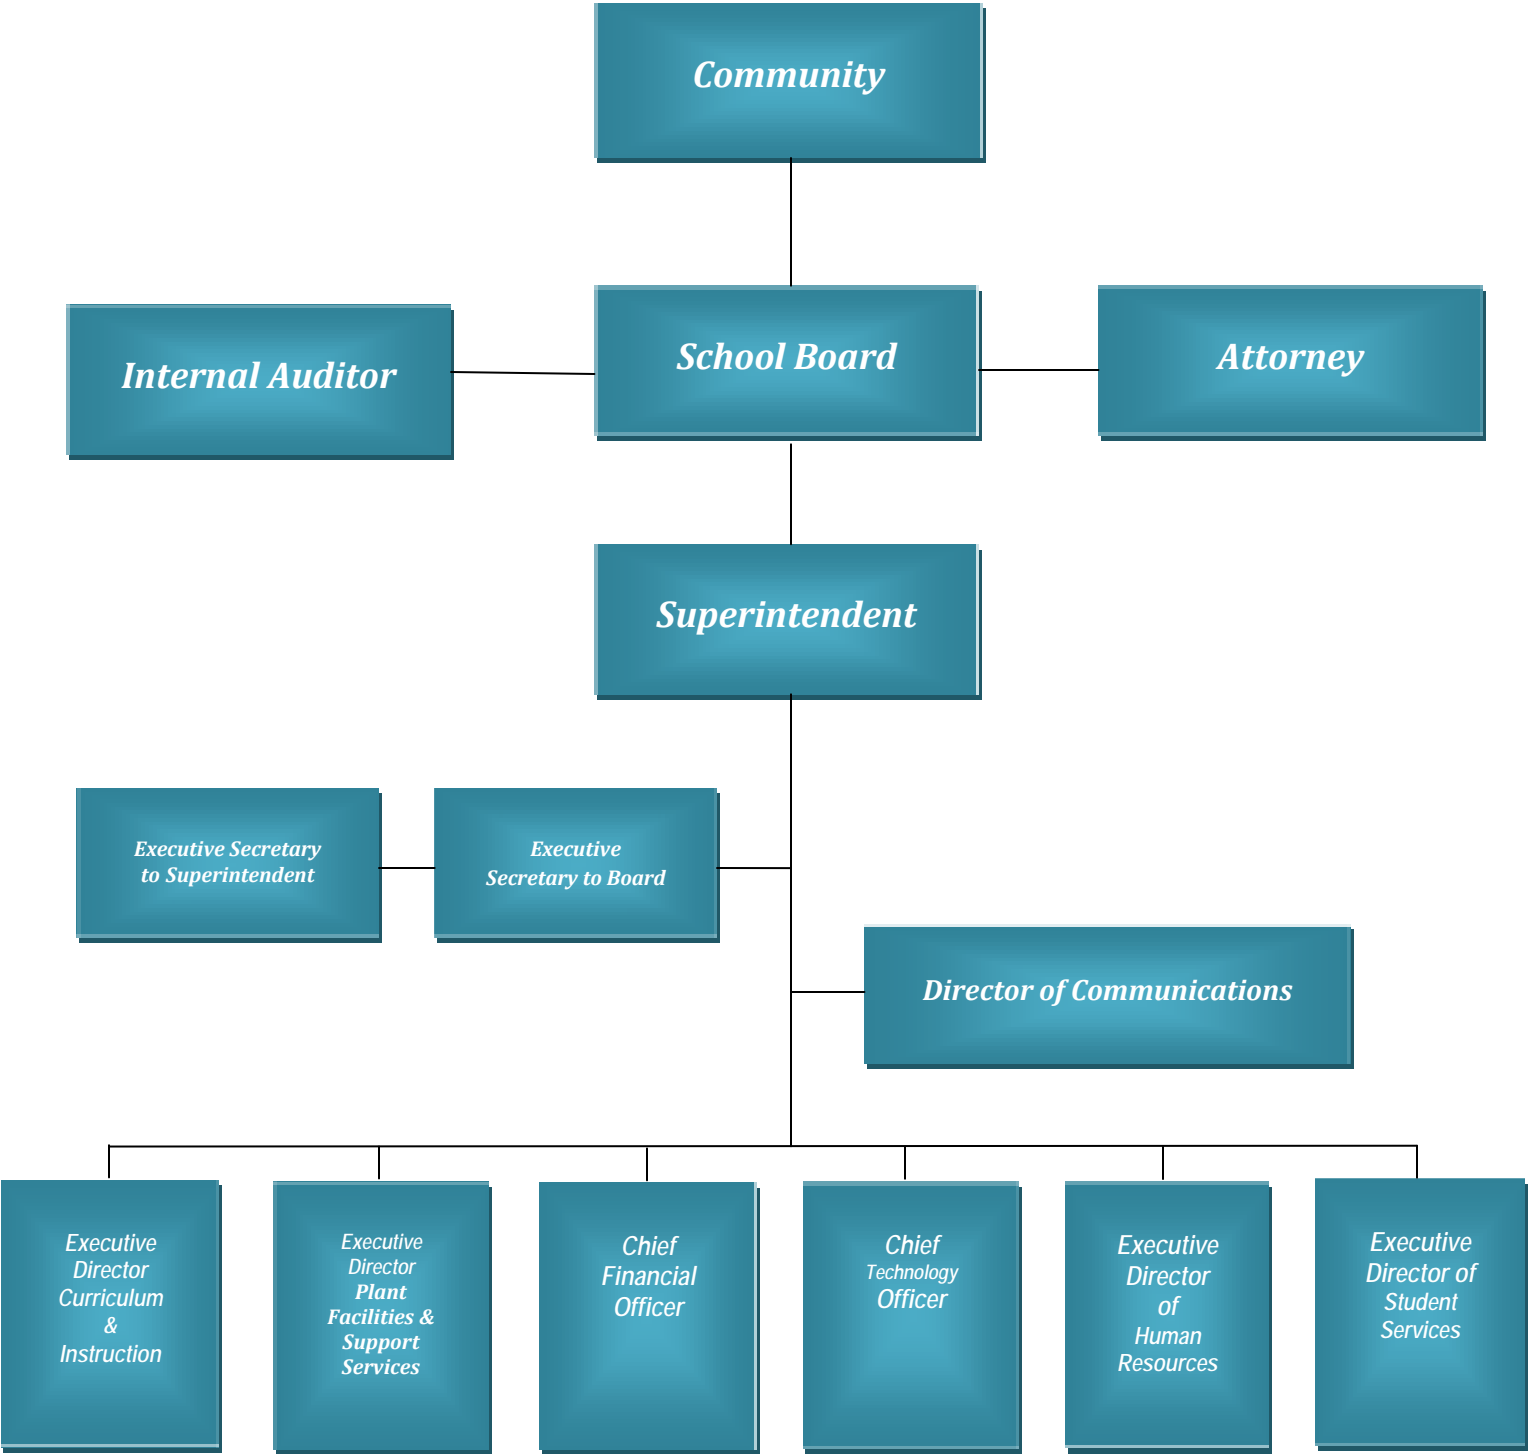 Community
Internal Auditor
School Board
Attorney
Superintendent
Executive Secretary
to Superintendent
Executive
Secretary to Board
Director of Communications
Executive
Director
Curriculum
&
Instruction
Executive
Director
Plant
Facilities &
Support
Services
Chief
Financial
Officer
Chief
Technology
Officer
Executive
Director
of
Human
Resources
Executive
Director of
Student
Services